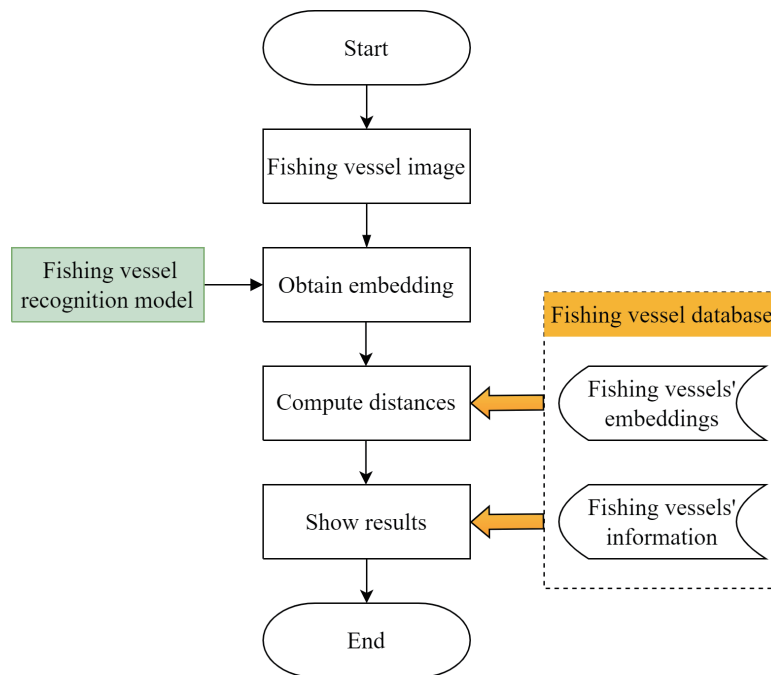 Start
Fishing vessel image
Fishing vessel
recognition model
Obtain embedding
Fishing vessel database
Compute distances
Fishing vessels'
embeddings
Show results
Fishing vessels'
information
End